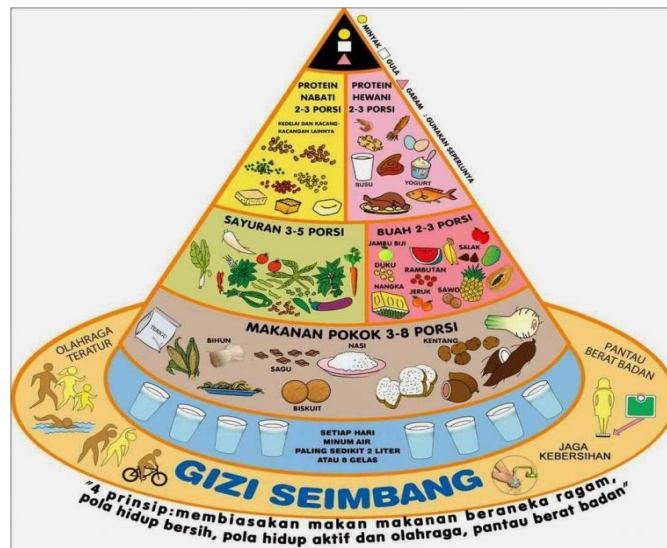 MINYAK
GULA
GARAM
: GUNAKAN SEPERLUNYA
PROTEIN
NABATI
2-3 PORSI
KEDELAI DAN KACANG-
KACANGAN LAINNYA
PROTEIN
HEWANI
2-3 PORSI
SUSU
YOGURT
SAYURAN 3-5 PORSI
BUAH 2-3 PORSI
JAMBU BIJI
SALAK
DUKU
RAMBUTAN
NANGKA
JERUK
SAWO
MAKANAN POKOK 3-8 PORSI
TERIGU
BIHUN
SAGU
NASI
KENTANG
BISKUIT
OLAHRAGA
TERATUR
PANTAU
BERAT BADAN
SETIAP HARI
MINUM AIR
PALING SEDIKIT 2 LITER
ATAU 8 GELAS
JAGA
KEBERSIHAN
GIZI SEIMBANG
"4 prinsip:membiasakan makan makanan beraneka ragam,
pola hidup bersih, pola hidup aktif dan olahraga, pantau berat badan"